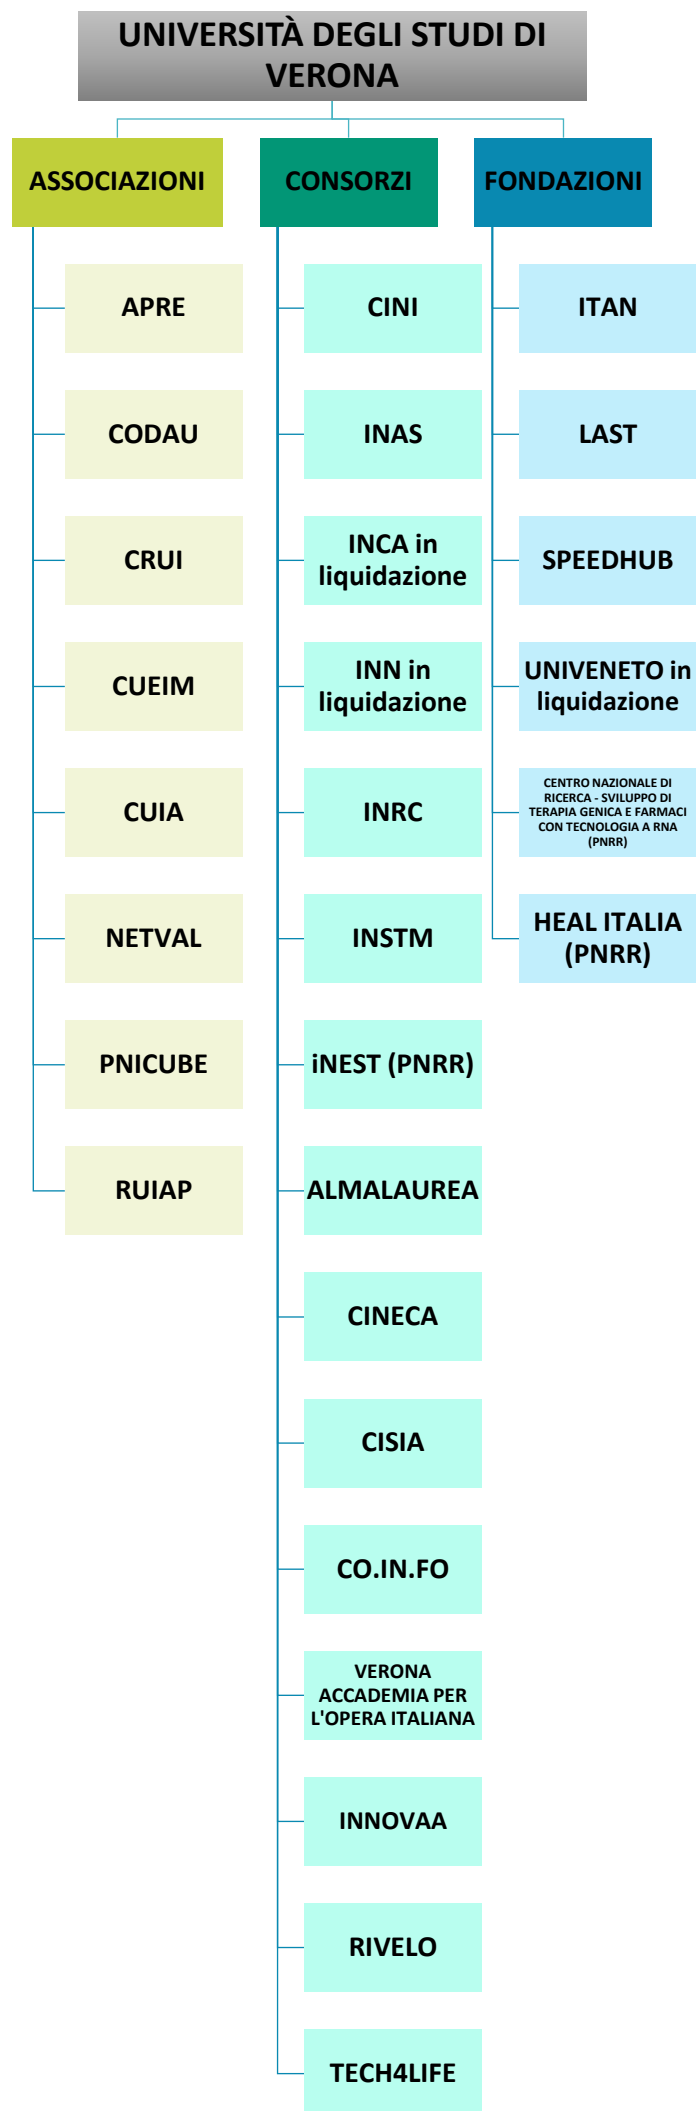 UNIVERSITÀ DEGLI STUDI DI
VERONA
ASSOCIAZIONI
APRE
CODAU
CRUI
CUEIM
CUIA
NETVAL
PNICUBE
RUIAP
CONSORZI
CINI
INAS
INCA in
liquidazione
INN in
liquidazione
INRC
INSTM
iNEST (PNRR)
ALMALAUREA
CINECA
CISIA
CO.IN.FO
VERONA
ACCADEMIA PER
L'OPERA ITALIANA
INNOVAA
RIVELO
TECH4LIFE
FONDAZIONI
ITAN
LAST
SPEEDHUB
UNIVENETO in
liquidazione
CENTRO NAZIONALE DI
RICERCA - SVILUPPO DI
TERAPIA GENICA E FARMACI
CON TECNOLOGIA A RNA
(PNRR)
HEAL ITALIA
(PNRR)